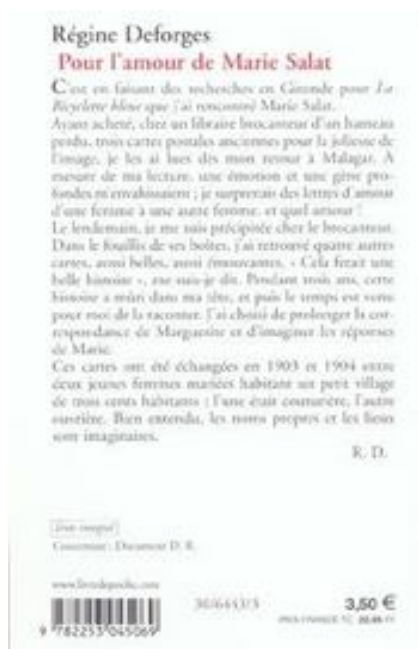 Régine Deforges
Pour l'amour de Marie Salat
C'est en faisant des recherches en Gironde pour La
Bicyclette bleue que j'ai rencontré Marie Salat.
Ayant acheté, chez un libraire brocanteur d'un hameau
perdu, trois cartes postales anciennes pour la joliesse de
l'image, je les ai lues dès mon retour à Malagar. À
mesure de ma lecture, une émotion et une gêne pro-
fondes m'envahissaient ; je surprenais des lettres d'amour
d'une femme à une autre femme, et quel amour !
Le lendemain, je me suis précipitée chez le brocanteur.
Dans le fouillis de ses boîtes, j'ai retrouvé quatre autres
cartes, aussi belles, aussi émouvantes. « Cela ferait une
belle histoire », me suis-je dit. Pendant trois ans, cette
histoire a mûri dans ma tête, et puis le temps est venu
pour moi de la raconter. J'ai choisi de prolonger la cor-
respondance de Marguerite et d'imaginer les réponses
de Marie.
Ces cartes ont été échangées en 1903 et 1904 entre
deux jeunes femmes mariées habitant un petit village
de trois cents habitants : l'une était couturière, l'autre
ouvrière. Bien entendu, les noms propres et les lieux
sont imaginaires.
R. D.
Texte intégral
Couverture : Document D. R.
www.livredepoche.com
30/6443/3
3,50 €
PRIX FRANCE TC
9 782253 045069